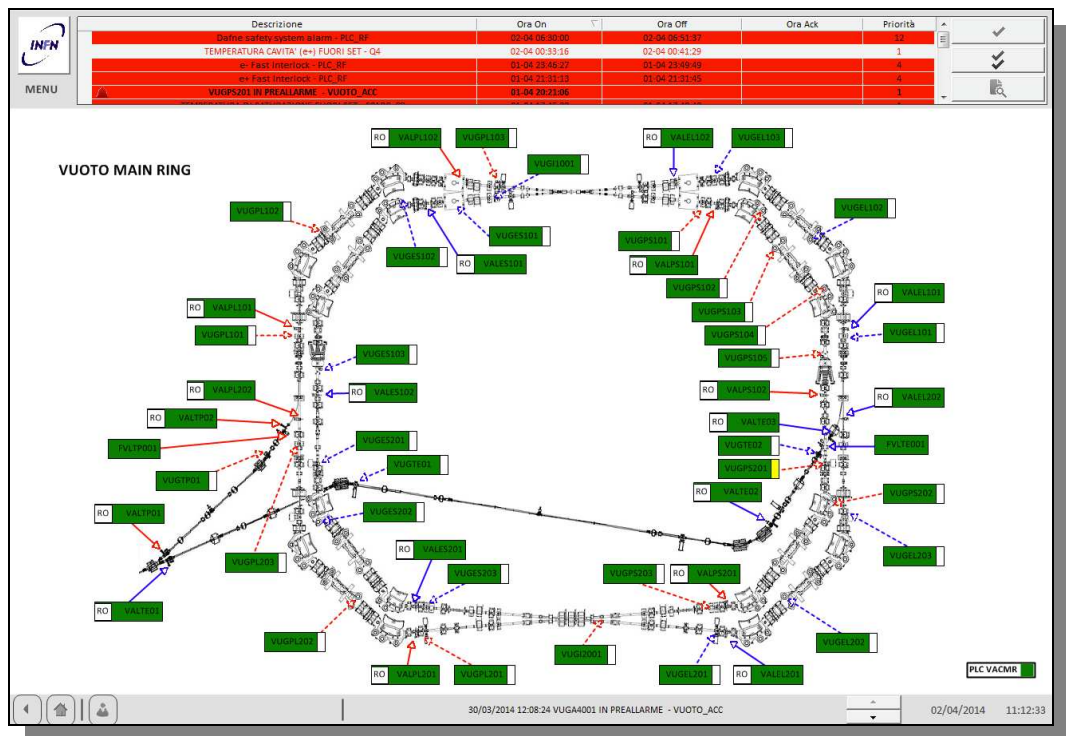 INFN
MENU
Descrizione Ora On Ora Off Ora Ack Priorità
Dafne safety system alarm - PLC_RF 02-04 06:30:00 02-04 06:51:37 12
TEMPERATURA CAVITA' (e+) FUORI SET - Q4 02-04 00:33:16 02-04 00:41:29 1
e- Fast Interlock - PLC_RF 01-04 23:46:27 01-04 23:49:49 4
e+ Fast Interlock - PLC_RF 01-04 21:31:13 01-04 21:31:45 4
VUGPS201 IN PREALLARME - VUOTO_ACC 01-04 20:21:06 1
VUOTO MAIN RING
RO VALPL102
VUGPL103
RO VALEL102
VUGEL103
VUGI1001
VUGPL102
VUGEL102
VUGES101
VUGPS101
VUGES102
RO VALES101
RO VALPS101
VUGPS102
RO VALEL101
RO VALPL101
VUGPS103
VUGPL101
VUGPS104
VUGEL101
VUGES103
VUGPS105
RO VALPL202
RO VALES102
RO VALPS102
RO VALEL202
RO VALTP02
RO VALTE03
FVLTP001
VUGES201
VUGTE02
FVLTE001
VUGTE01
VUGPS201
VUGTP01
RO VALTE02
VUGPS202
RO VALTP01
VUGES202
RO VALES201
VUGEL203
VUGPL203
VUGES203
VUGPS203
RO VALPS201
RO VALTE01
VUGPL202
VUGEL202
VUGI2001
RO VALPL201
VUGPL201
VUGEL201
RO VALEL201
PLC VACMR
30/03/2014 12:08:24 VUGA4001 IN PREALLARME - VUOTO_ACC
02/04/2014 11:12:33